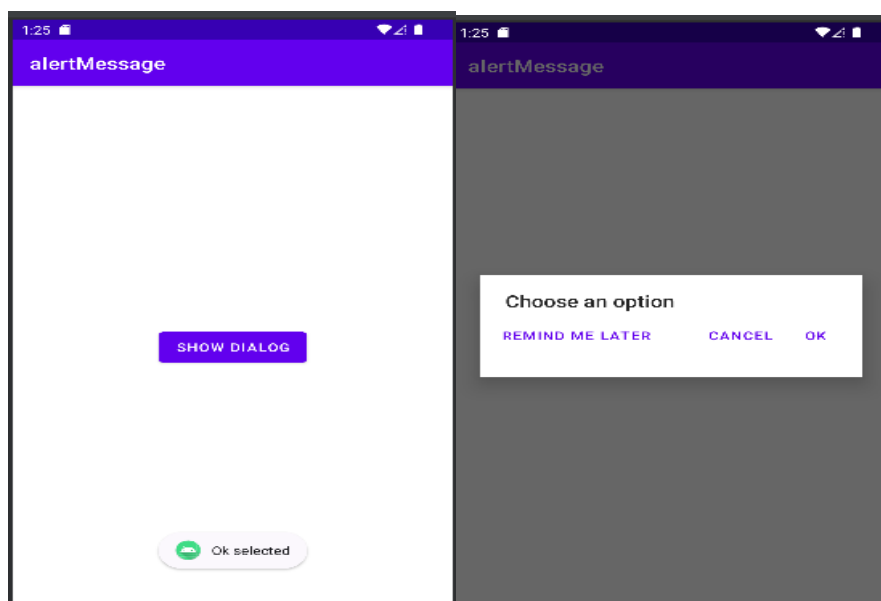 1:25
alertMessage
SHOW DIALOG
Ok selected
1:25
alertMessage
Choose an option
REMIND ME LATER CANCEL OK